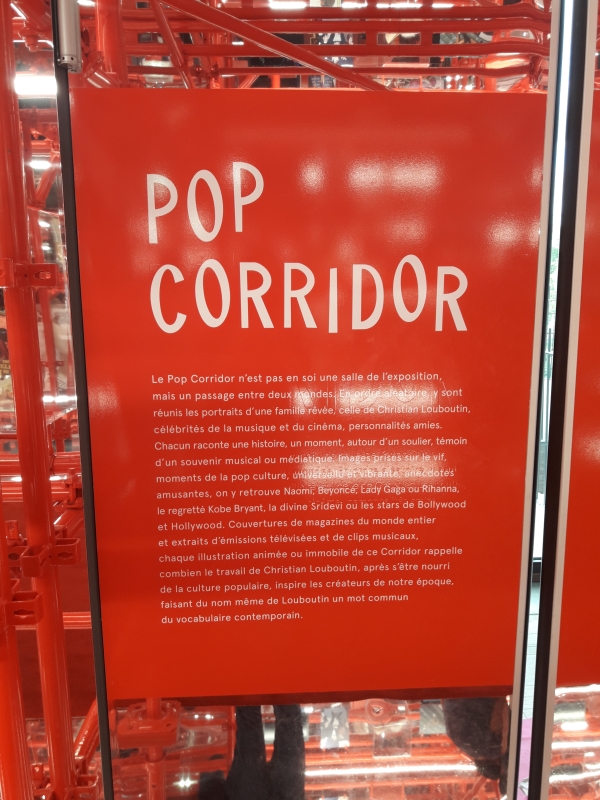 POP
CORRIDOR
Le Pop Corridor n'est pas en soi une salle de l'exposition,
mais un passage entre deux mondes. En ordre aléatoire, y sont
réunis les portraits d'une famille rêvée, celle de Christian Louboutin,
célébrités de la musique et du cinéma, personnalités amies.
Chacun raconte une histoire, un moment, autour d'un soulier, témoin
d'un souvenir musical ou médiatique. Images prises sur le vif,
moments de la pop culture, universelle et vibrante, anecdotes
amusantes, on y retrouve Naomi, Beyoncé, Lady Gaga ou Rihanna,
le regretté Kobe Bryant, la divine Sridevi ou les stars de Bollywood
et Hollywood. Couvertures de magazines du monde entier
et extraits d'émissions télévisées et de clips musicaux,
chaque illustration animée ou immobile de ce Corridor rappelle
combien le travail de Christian Louboutin, après s'être nourri
de la culture populaire, inspire les créateurs de notre époque,
faisant du nom même de Louboutin un mot commun
du vocabulaire contemporain.